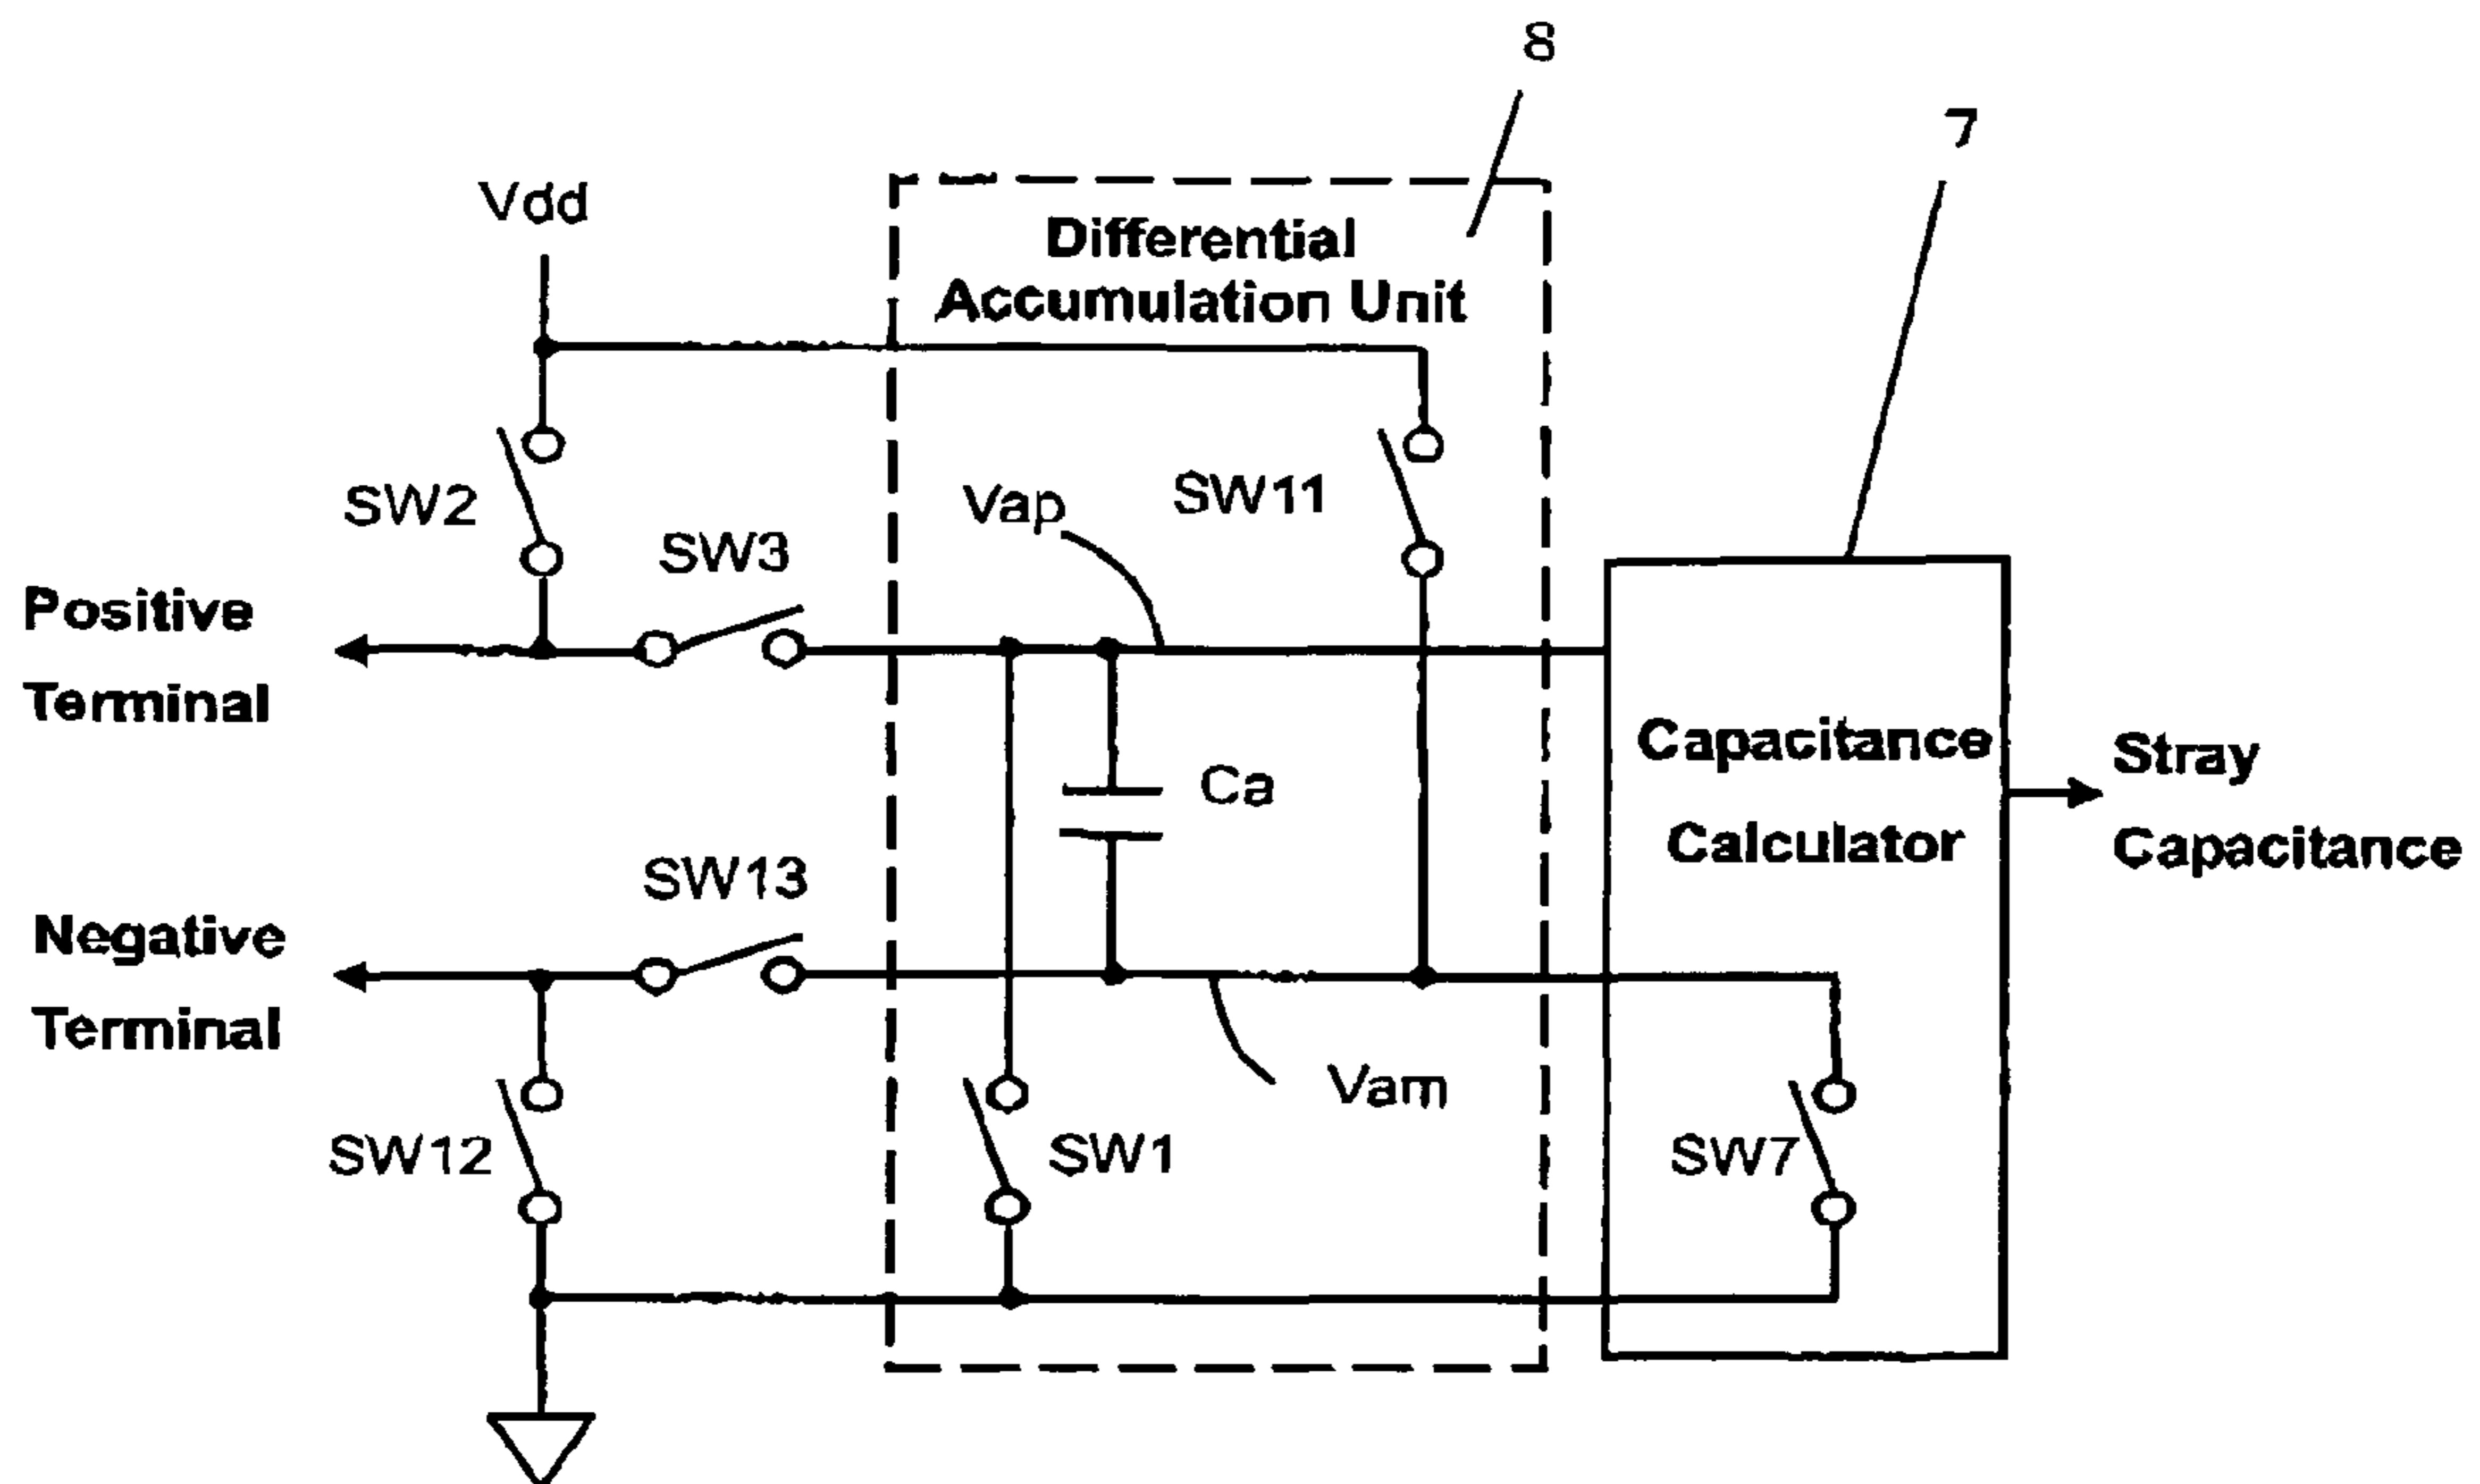 8
7
Vdd
Differential
Accumulation Unit
SW2
SW3
Vap
SW11
Positive
Terminal
Capacitance
Calculator
Ca
Stray
Capacitance
SW13
Negative
Terminal
Vam
SW12
SW1
SW7